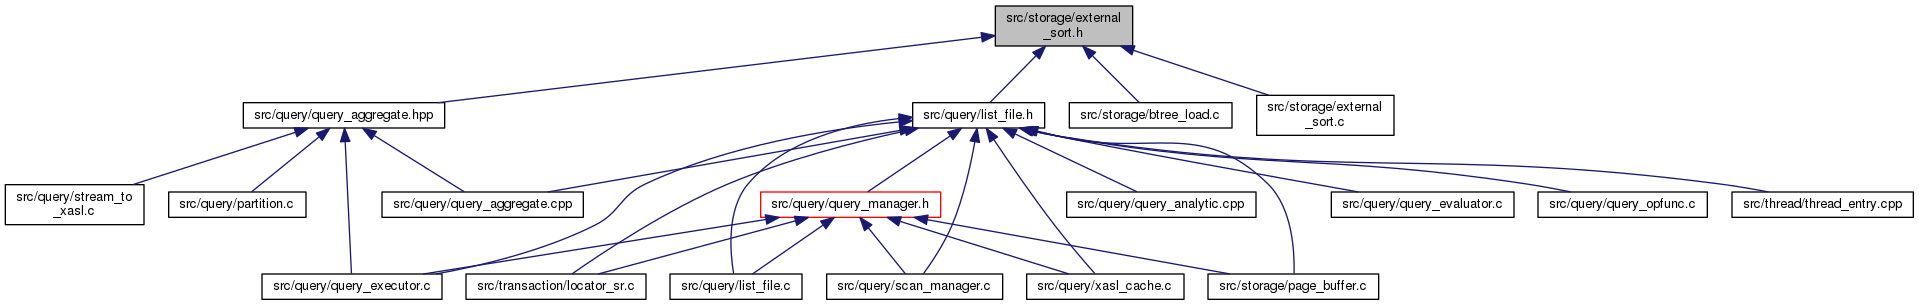 src/storage/external
_sort.h
src/query/query_aggregate.hpp
src/query/list_file.h
src/storage/btree_load.c
src/storage/external
_sort.c
src/query/stream_to
_xasl.c
src/query/partition.c
src/query/query_aggregate.cpp
src/query/query_manager.h
src/query/query_analytic.cpp
src/query/query_evaluator.c
src/query/query_opfunc.c
src/thread/thread_entry.cpp
src/query/query_executor.c
src/transaction/locator_sr.c
src/query/list_file.c
src/query/scan_manager.c
src/query/xasl_cache.c
src/storage/page_buffer.c